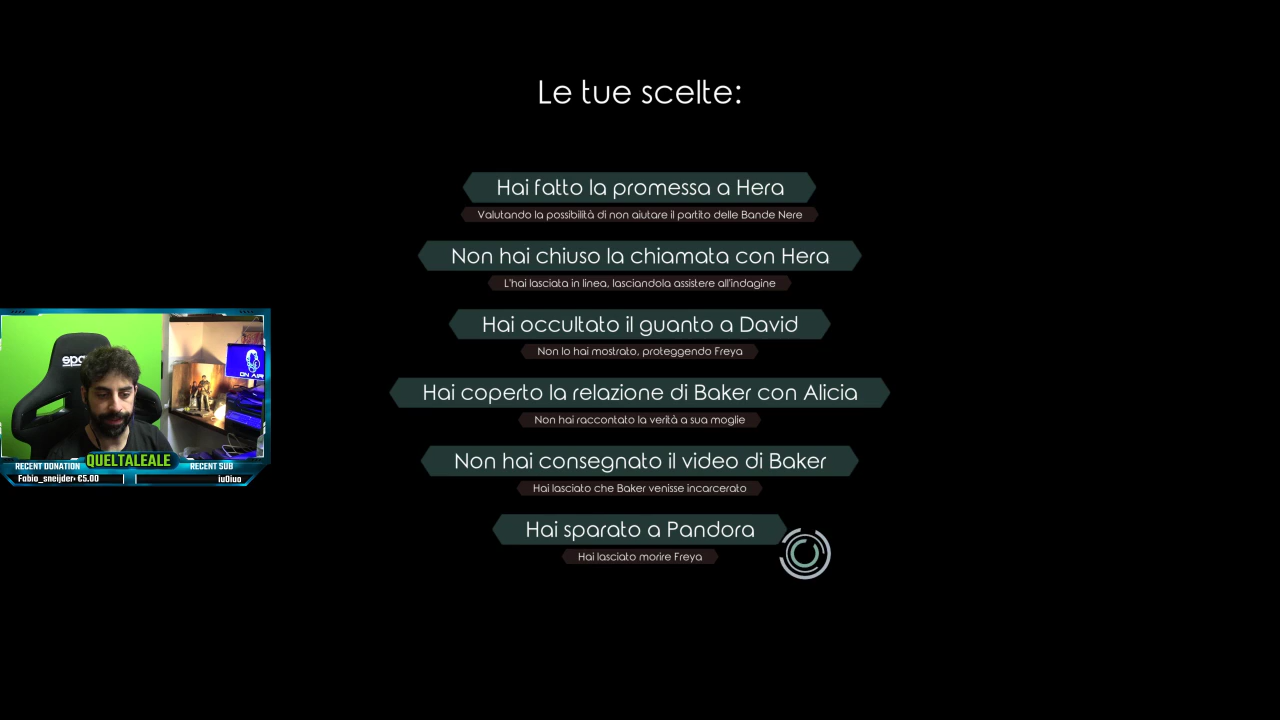 Le tue scelte:
Hai fatto la promessa a Hera
Valutando la possibilità di non aiutare il partito delle Bande Nere
Non hai chiuso la chiamata con Hera
L'hai lasciata in linea, lasciandola assistere all'indagine
Hai occultato il guanto a David
Non lo hai mostrato, proteggendo Freya
Hai coperto la relazione di Baker con Alicia
Non hai raccontato la verità a sua moglie
Non hai consegnato il video di Baker
Hai lasciato che Baker venisse incarcerato
Hai sparato a Pandora
Hai lasciato morire Freya
ON AIR
RECENT DONATION
QUELTALEALE
RECENT SUB
Fabio_sneijder: €5.00
iu0iuo